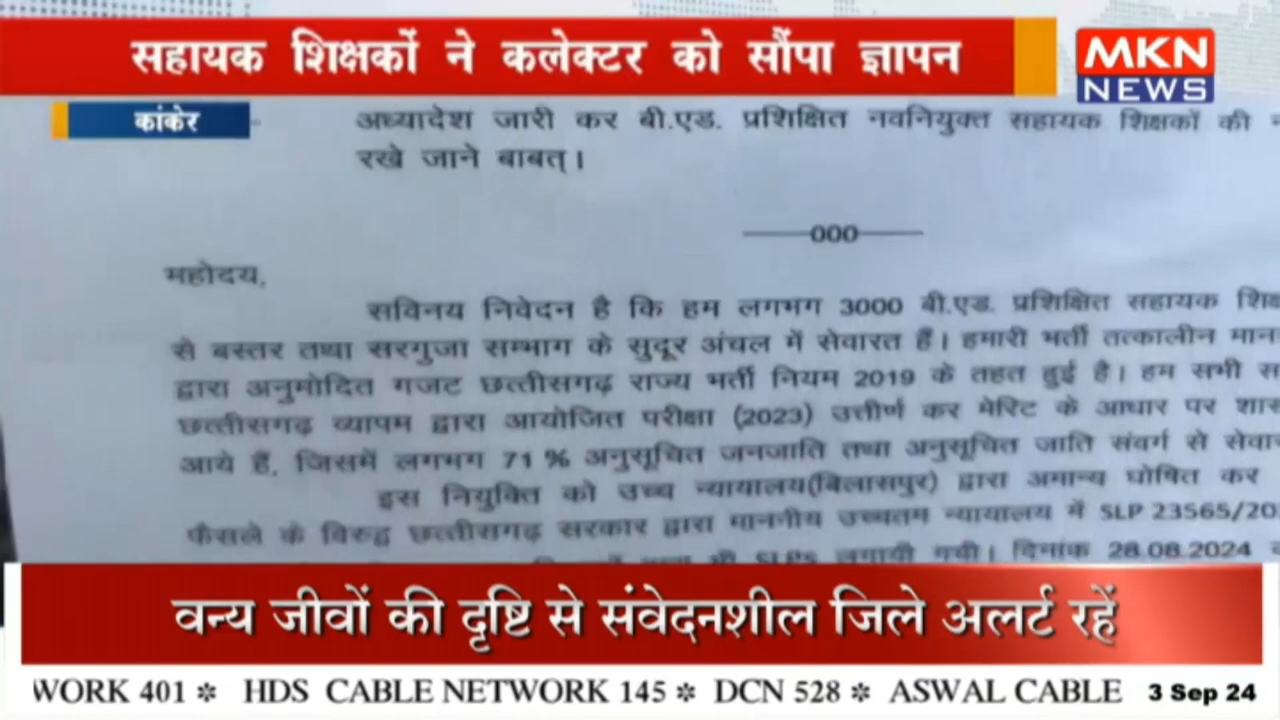 सहायक शिक्षकों ने कलेक्टर को सौंपा ज्ञापन
MKN
NEWS
कांकेर
अध्यादेश जारी कर बी.एड. प्रशिक्षित नवनियुक्त सहायक शिक्षकों की
रखे जाने बाबत्।
000
महोदय,
सविनय निवेदन है कि हम लगभग 3000 बी.एड. प्रशिक्षित सहायक
से बस्तर तथा सरगुजा सम्भाग के सुदूर अंचल में सेवारत हैं। हमारी भर्ती तत्कालीन
द्वारा अनुमोदित गजट छत्तीसगढ़ राज्य भर्ती नियम 2019 के तहत हुई है। हम सभी
छत्तीसगढ़ व्यापम द्वारा आयोजित परीक्षा (2023) उत्तीर्ण कर मेरिट के आधार पर
आये हैं, जिसमें लगभग 71 % अनुसूचित जनजाति तथा अनुसूचित जाति संवर्ग से
इस नियुक्ति को उच्च न्यायालय(बिलासपुर) द्वारा अमान्य घोषित कर
फैसले के विरुद्ध छत्तीसगढ़ सरकार द्वारा माननीय उच्चतम न्यायालय में SLP 23565/20
भी SLPs लगायी गयी। दिनांक 28.08.2024
वन्य जीवों की दृष्टि से संवेदनशील जिले अलर्ट रहें
WORK 401 ✻ HDS CABLE NETWORK 145 ✻ DCN 528 ✻ ASWAL CABLE
3 Sep 24